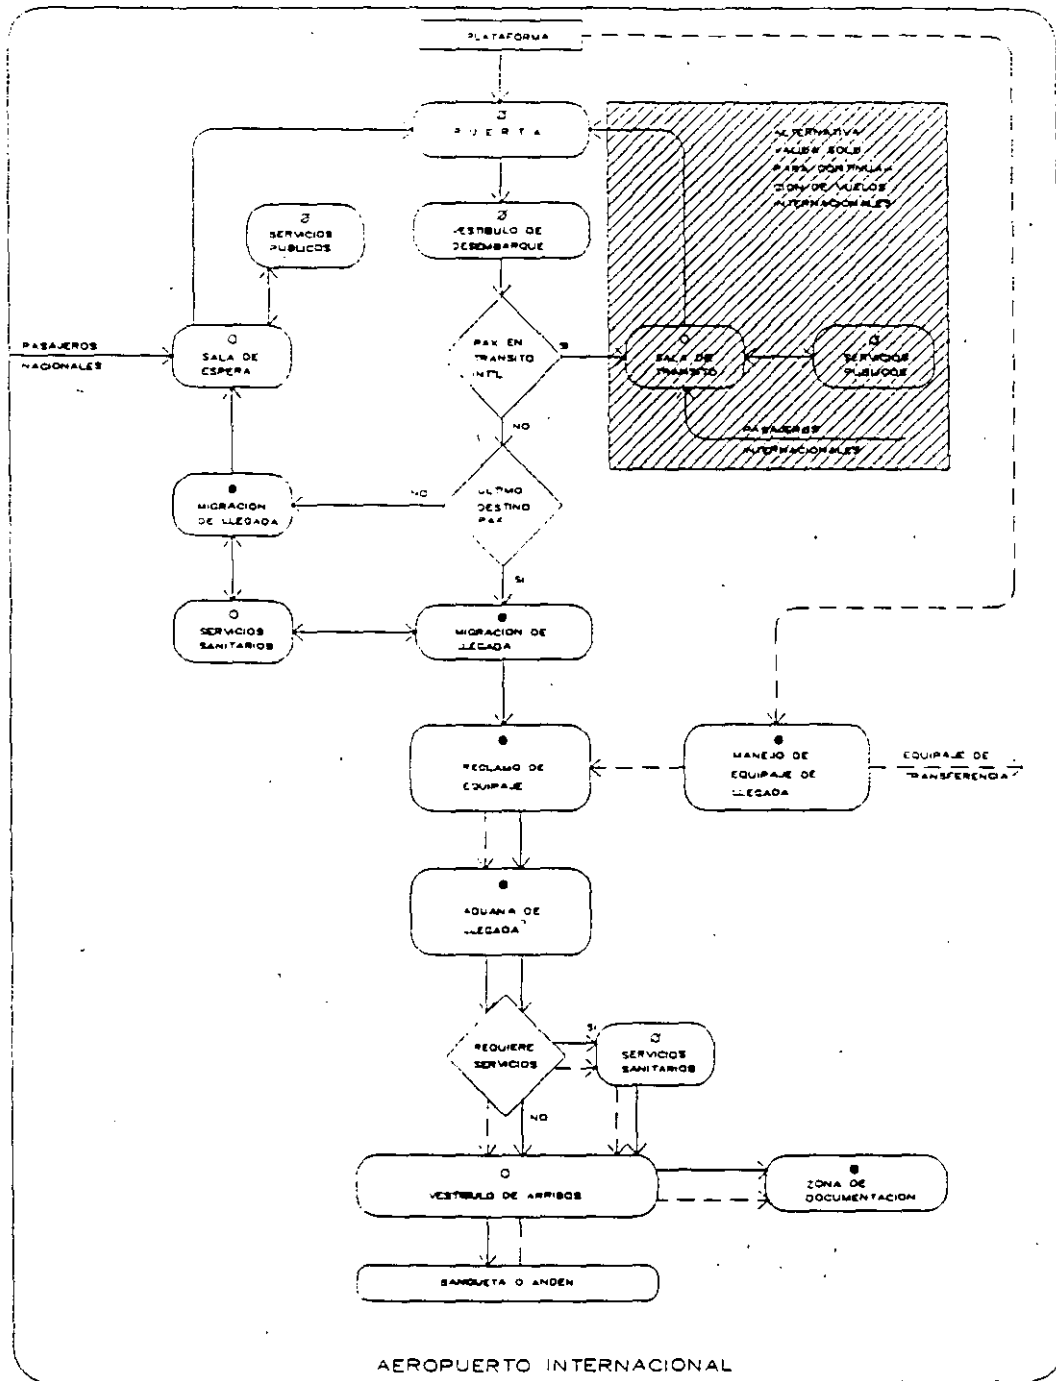 PLATAFORMA
PUERTA
ALTERNATIVA
VALIDA SOLO
PARA/CONTINUA-
CION/DE/VUELOS
INTERNACIONALES
SERVICIOS
PUBLICOS
VESTIBULO DE
DESEMBARQUE
PASAJEROS
NACIONALES
SALA DE
ESPERA
PAX EN
TRANSITO
INT'L
SI
SALA DE
TRANSITO
SERVICIOS
PUBLICOS
NO
PASAJEROS
INTERNACIONALES
MIGRACION
DE LLEGADA
NO
ULTIMO
DESTINO
PAX
SI
SERVICIOS
SANITARIOS
MIGRACION DE
LLEGADA
RECLAMO DE
EQUIPAJE
MANEJO DE
EQUIPAJE DE
LLEGADA
EQUIPAJE DE
TRANSFERENCIA
ADUANA DE
LLEGADA
REQUIERE
SERVICIOS
SI
SERVICIOS
SANITARIOS
NO
VESTIBULO DE ARRIBOS
ZONA DE
DOCUMENTACION
BANQUETA O ANDEN
AEROPUERTO INTERNACIONAL